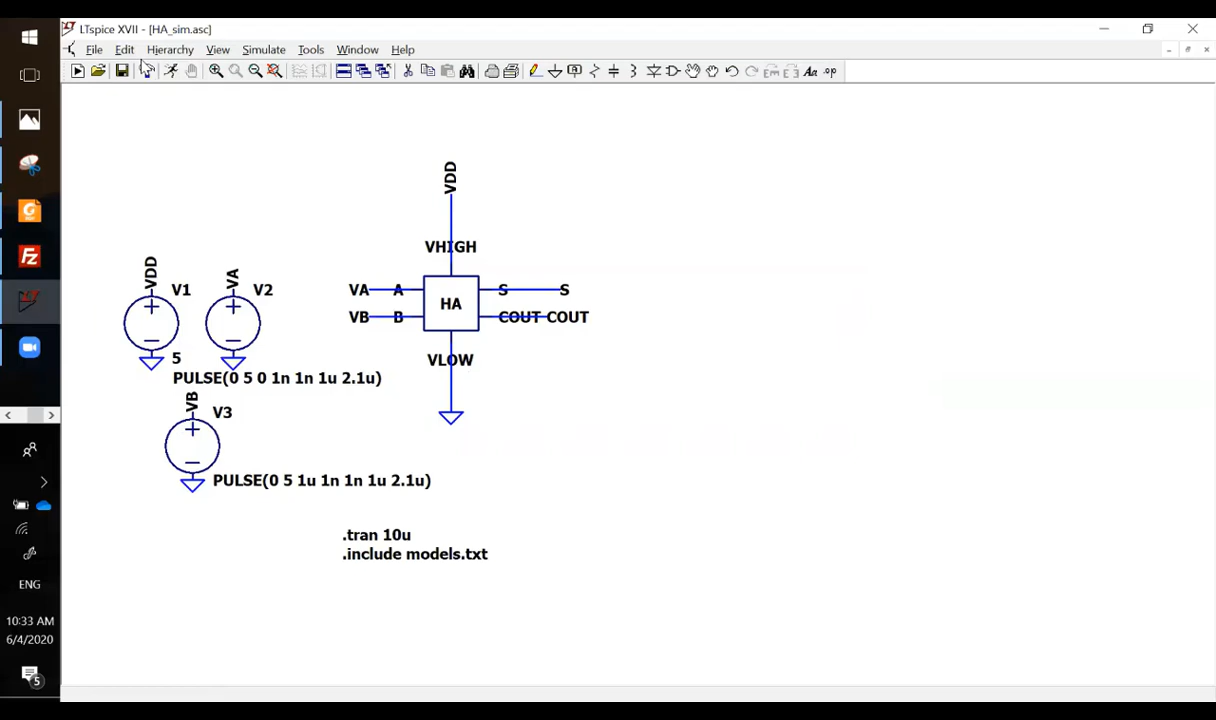 LTspice XVII - [HA_sim.asc]
File Edit Hierarchy View Simulate Tools Window Help
Aa .op
VDD
VHIGH
VDD V1
VA V2
VA A
VB B
HA
S S
COUT COUT
VLOW
5
PULSE(0 5 0 1n 1n 1u 2.1u)
VB V3
PULSE(0 5 1u 1n 1n 1u 2.1u)
.tran 10u
.include models.txt
ENG
10:33 AM
6/4/2020
5